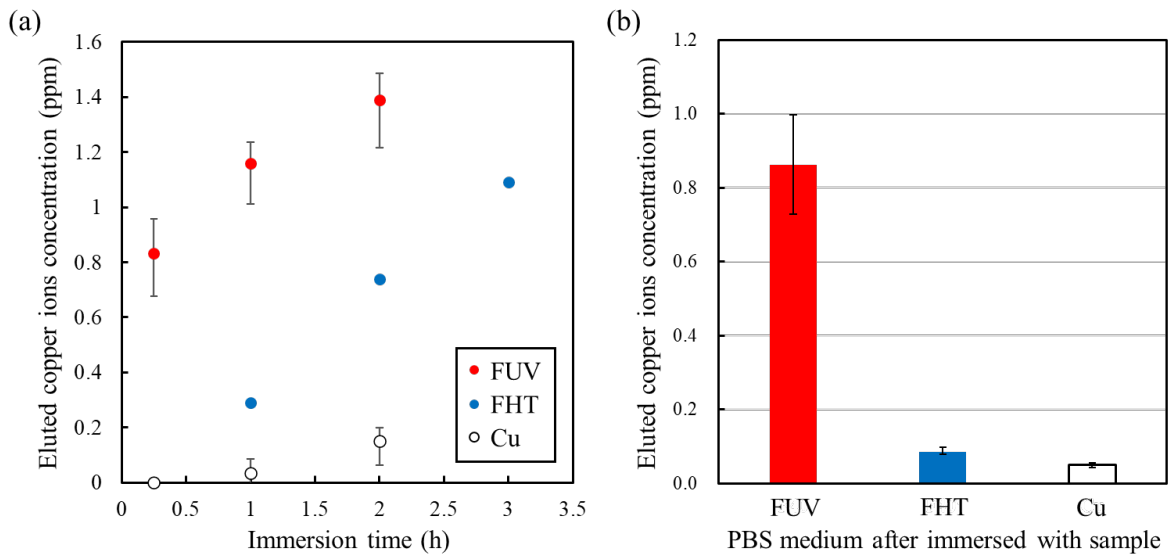 (a)
Eluted copper ions concentration (ppm)
1.6
1.4
1.2
1
0.8
0.6
0.4
0.2
0
0
0.5
1
1.5
2
2.5
3
3.5
Immersion time (h)
FUV
FHT
Cu
(b)
Eluted copper ions concentration (ppm)
1.2
1.0
0.8
0.6
0.4
0.2
0.0
FUV
FHT
Cu
PBS medium after immersed with sample